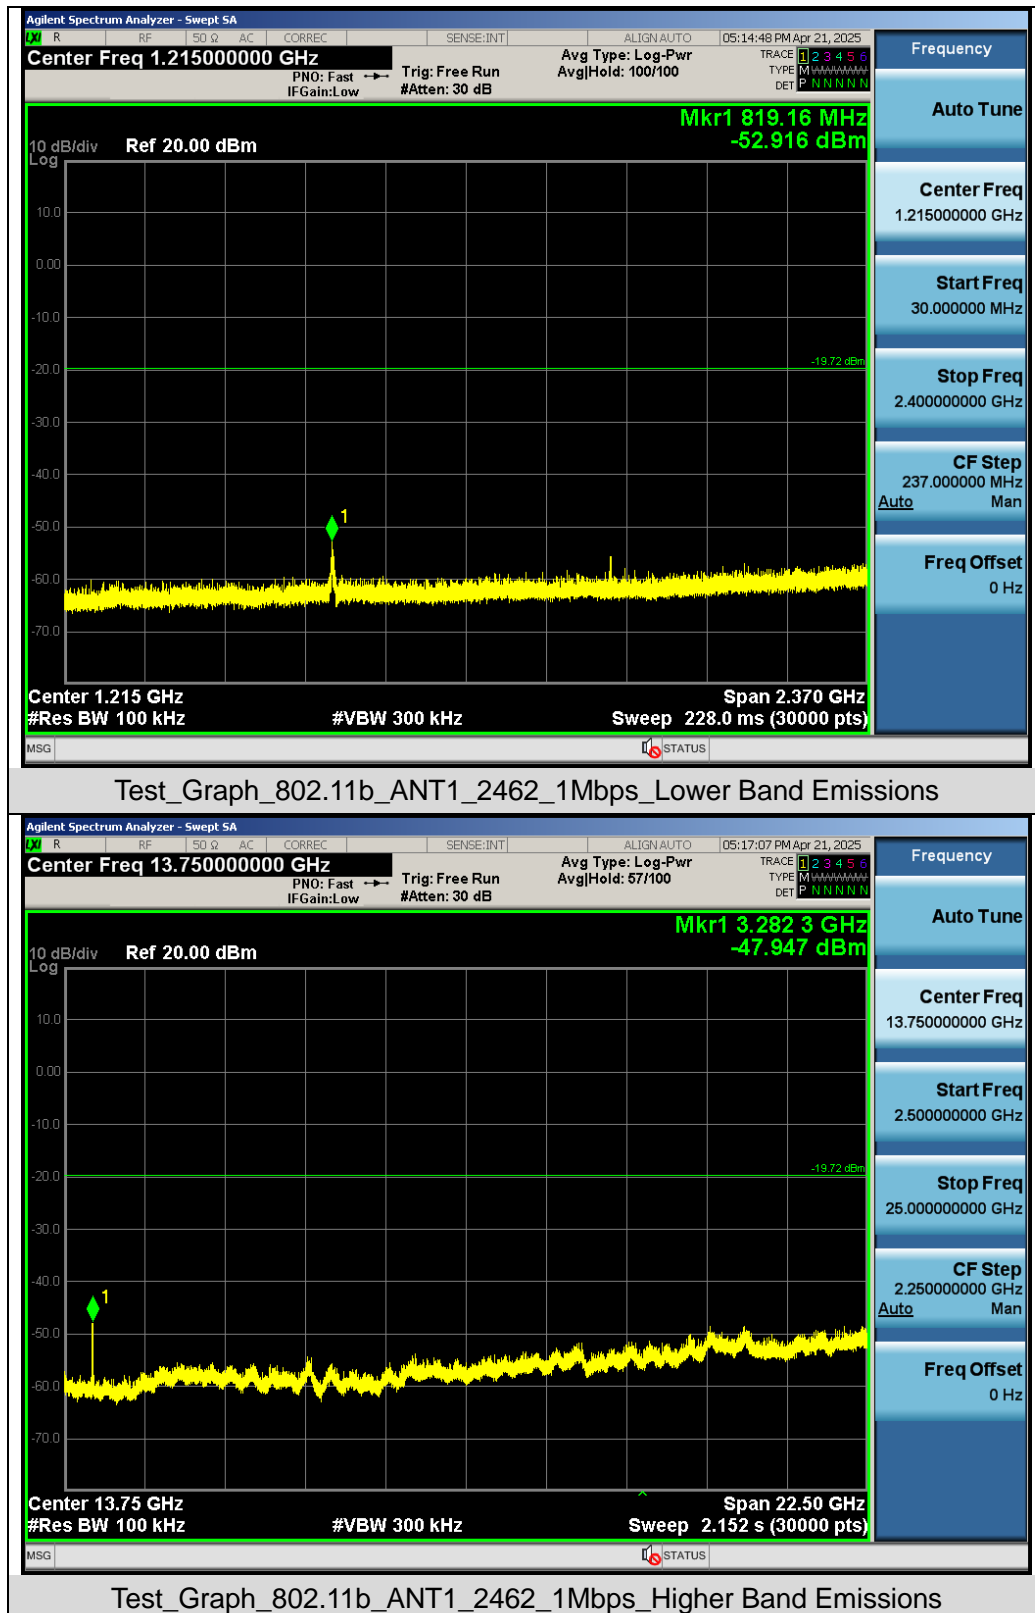 Agilent Spectrum Analyzer - Swept SA
LXI R RF 50 Ω AC CORREC SENSE:INT ALIGN AUTO 05:14:48 PM Apr 21, 2025
Center Freq 1.215000000 GHz
PNO: Fast
IFGain:Low
Trig: Free Run
#Atten: 30 dB
Avg Type: Log-Pwr
Avg|Hold: 100/100
TRACE 1 2 3 4 5 6
TYPE M
DET P N N N N N
Mkr1 819.16 MHz
-52.916 dBm
10 dB/div
Log
Ref 20.00 dBm
10.0
0.00
-10.0
-20.0
-30.0
-40.0
-50.0
-60.0
-70.0
-19.72 dBm
1
Center 1.215 GHz
Span 2.370 GHz
#Res BW 100 kHz
#VBW 300 kHz
Sweep 228.0 ms (30000 pts)
MSG
STATUS
Frequency
Auto Tune
Center Freq
1.215000000 GHz
Start Freq
30.000000 MHz
Stop Freq
2.400000000 GHz
CF Step
237.000000 MHz
Auto Man
Freq Offset
0 Hz
Test_Graph_802.11b_ANT1_2462_1Mbps_Lower Band Emissions
Agilent Spectrum Analyzer - Swept SA
LXI R RF 50 Ω AC CORREC SENSE:INT ALIGN AUTO 05:17:07 PM Apr 21, 2025
Center Freq 13.750000000 GHz
PNO: Fast
IFGain:Low
Trig: Free Run
#Atten: 30 dB
Avg Type: Log-Pwr
Avg|Hold: 57/100
TRACE 1 2 3 4 5 6
TYPE M
DET P N N N N N
Mkr1 3.282 3 GHz
-47.947 dBm
10 dB/div
Log
Ref 20.00 dBm
10.0
0.00
-10.0
-20.0
-30.0
-40.0
-50.0
-60.0
-70.0
-19.72 dBm
1
Center 13.75 GHz
Span 22.50 GHz
#Res BW 100 kHz
#VBW 300 kHz
Sweep 2.152 s (30000 pts)
MSG
STATUS
Frequency
Auto Tune
Center Freq
13.750000000 GHz
Start Freq
2.500000000 GHz
Stop Freq
25.000000000 GHz
CF Step
2.250000000 GHz
Auto Man
Freq Offset
0 Hz
Test_Graph_802.11b_ANT1_2462_1Mbps_Higher Band Emissions